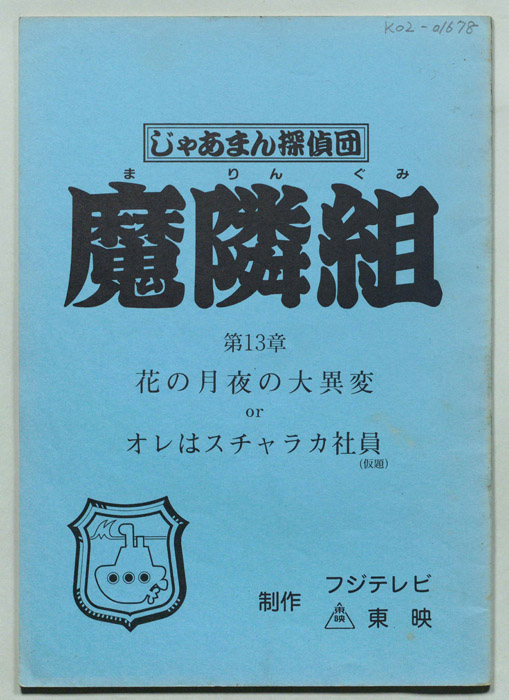 K02-01678
じゃあまん探偵団
まりんぐみ
魔隣組
第13章
花の月夜の大異変
or
オレはスチャラカ社員
(仮題)
制作
フジテレビ
東映 東映